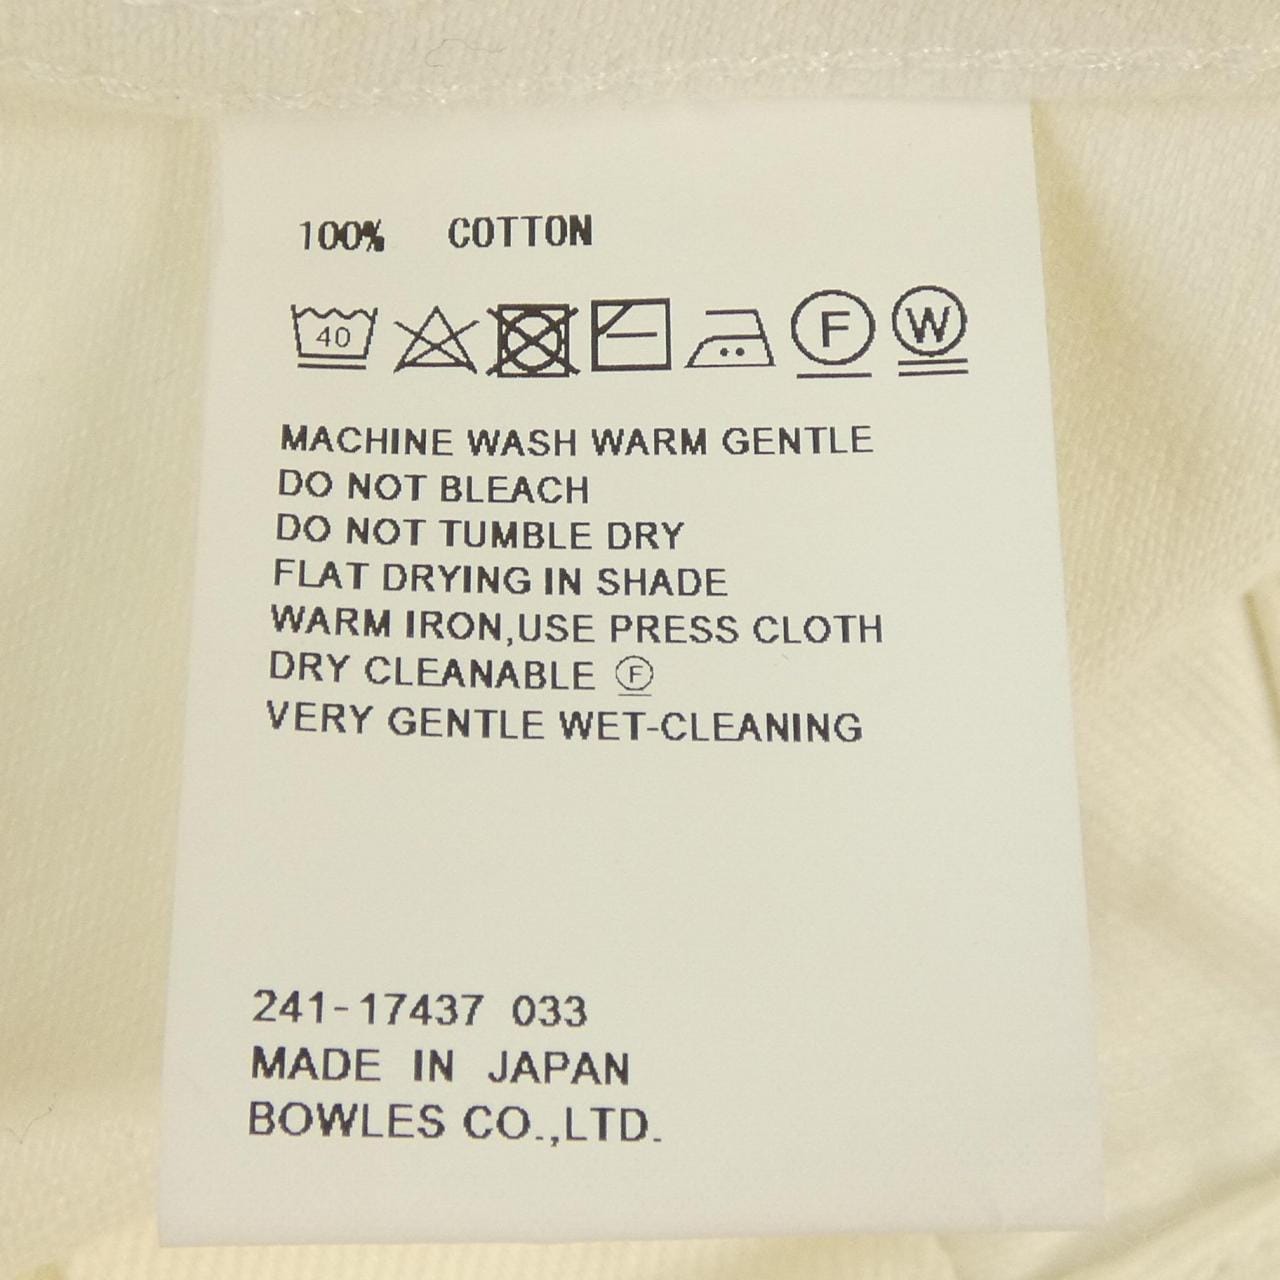 100% COTTON
40 F W
MACHINE WASH WARM GENTLE
DO NOT BLEACH
DO NOT TUMBLE DRY
FLAT DRYING IN SHADE
WARM IRON,USE PRESS CLOTH
DRY CLEANABLE Ⓕ
VERY GENTLE WET-CLEANING
241-17437 033
MADE IN JAPAN
BOWLES CO.,LTD.